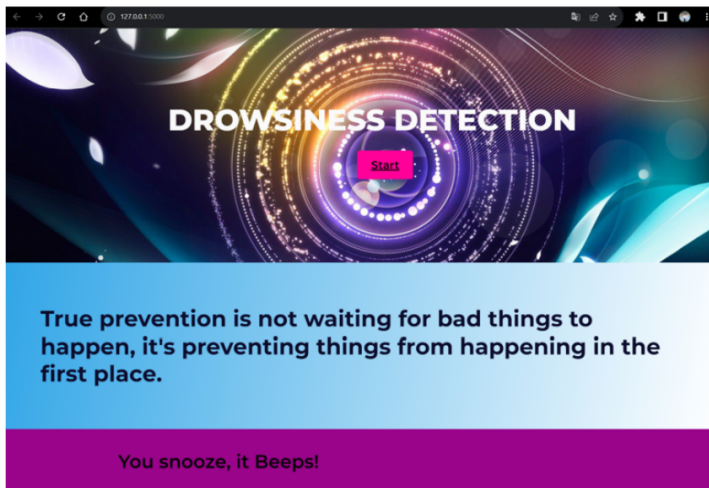 127.0.0.1:5000
DROWSINESS DETECTION
Start
True prevention is not waiting for bad things to
happen, it's preventing things from happening in the
first place.
You snooze, it Beeps!